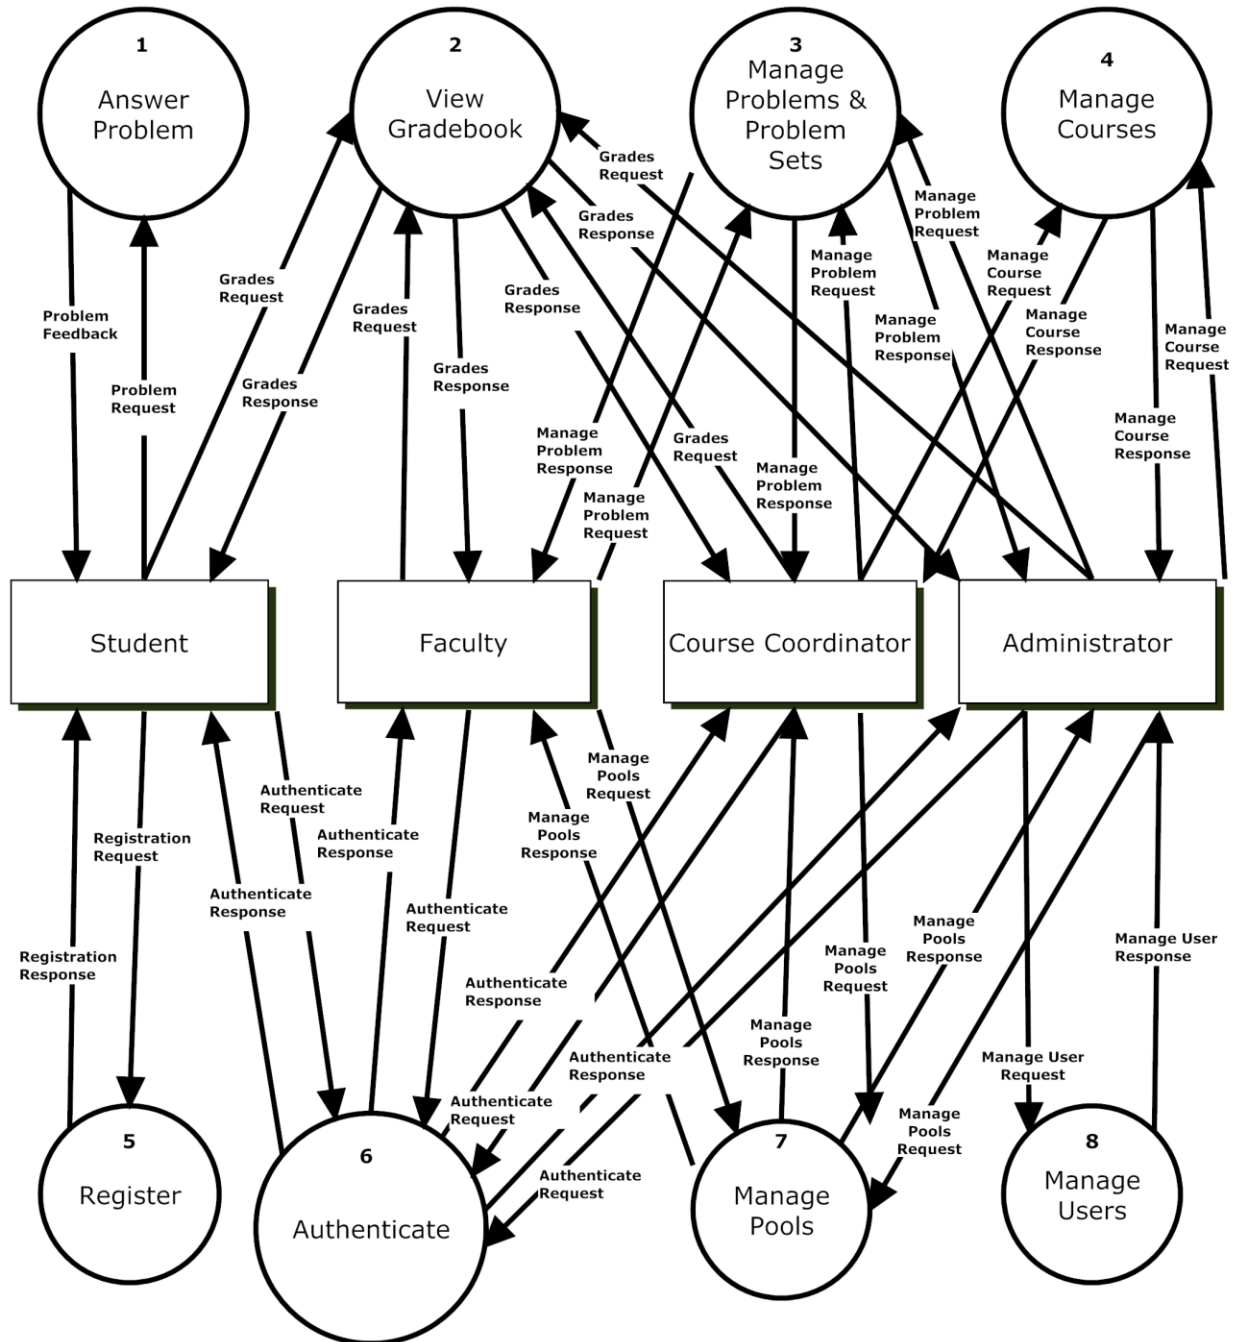 1
Answer
Problem
2
View
Gradebook
3
Manage
Problems &
Problem
Sets
4
Manage
Courses
Grades
Request
Grades
Response
Manage
Problem
Request
Manage
Problem
Request
Manage
Course
Request
Grades
Request
Grades
Response
Problem
Feedback
Grades
Request
Manage
Problem
Response
Manage
Course
Response
Manage
Course
Request
Problem
Request
Grades
Response
Grades
Response
Manage
Problem
Response
Grades
Request
Manage
Course
Response
Manage
Problem
Response
Manage
Problem
Request
Student
Faculty
Course Coordinator
Administrator
Manage
Pools
Request
Authenticate
Request
Manage
Pools
Response
Registration
Request
Authenticate
Response
Authenticate
Response
Authenticate
Request
Manage
Pools
Response
Manage User
Response
Registration
Response
Manage
Pools
Request
Authenticate
Response
Manage
Pools
Response
Authenticate
Response
Manage User
Request
Authenticate
Request
Manage
Pools
Request
Authenticate
Request
5
Register
6
Authenticate
7
Manage
Pools
8
Manage
Users